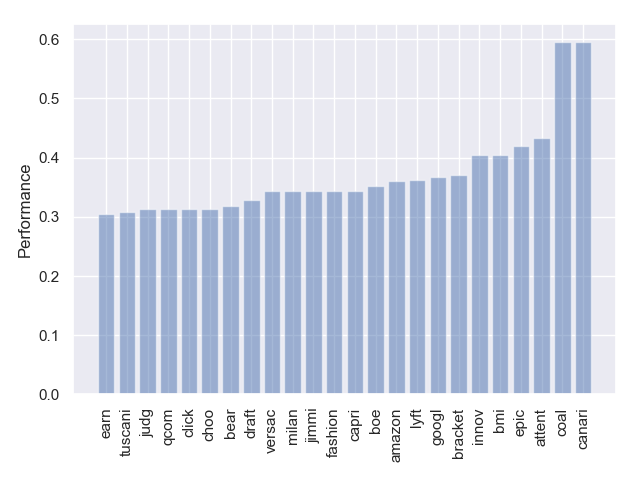 0.6
0.5
0.4
0.3
0.2
0.1
0.0
Performance
earn
tuscani
judg
qcom
click
choo
bear
draft
versac
milan
jimmi
fashion
capri
boe
amazon
lyft
googl
bracket
innov
bmi
epic
attent
coal
canari